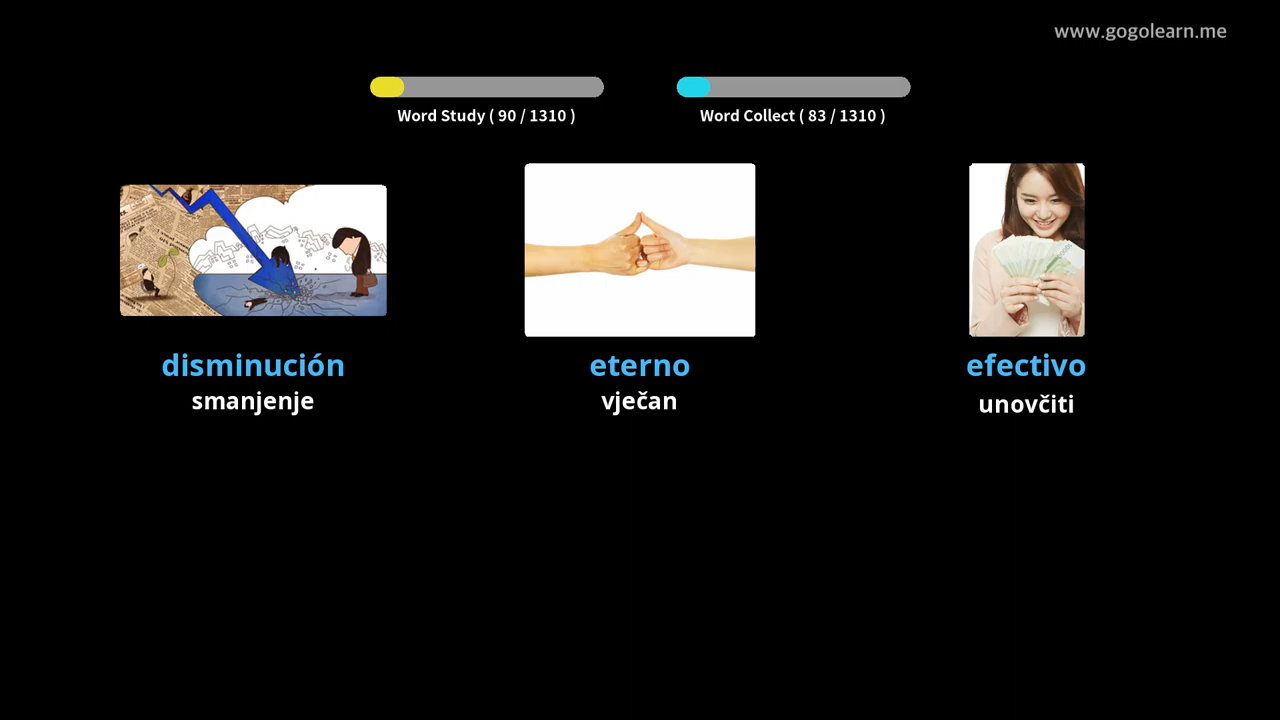 www.gogolearn.me
Word Study ( 90 / 1310 )
Word Collect ( 83 / 1310 )
disminución
smanjenje
eterno
vječan
efectivo
unovčiti